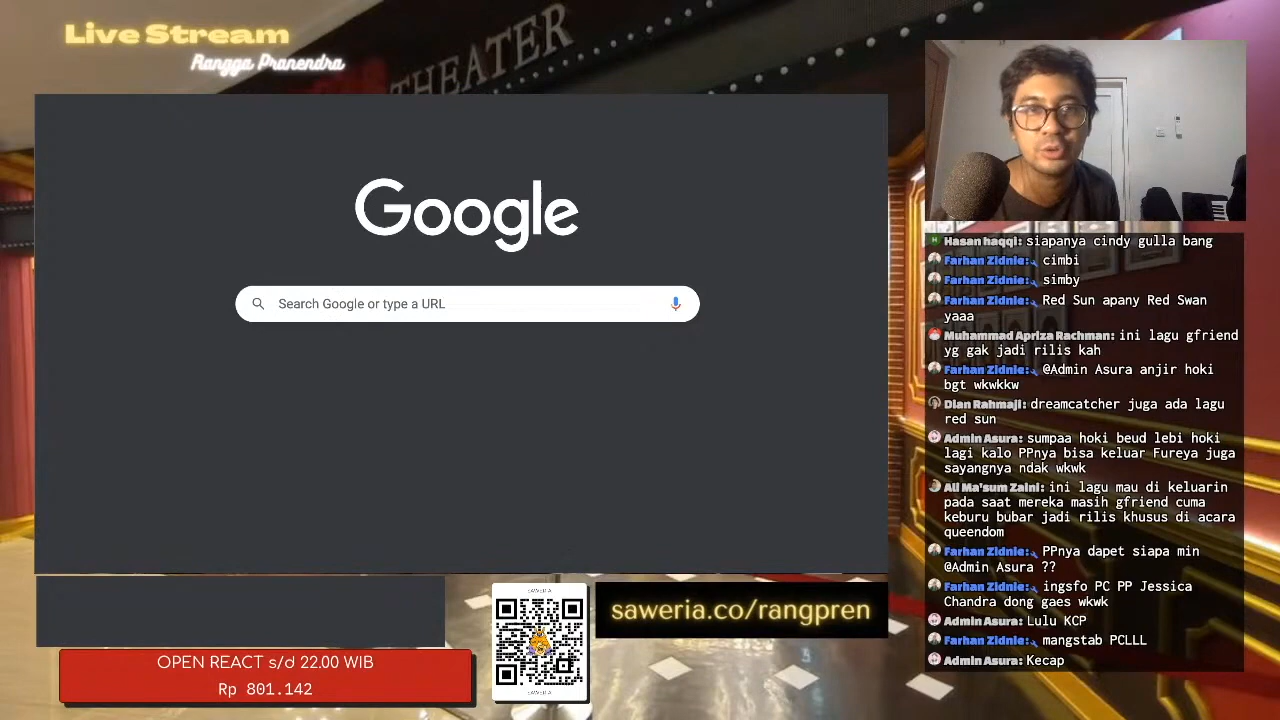 Live Stream
Rangga Pranendra
THEATER
Google
Search Google or type a URL
Hasan haqqi: siapanya cindy gulla bang
Farhan Zidnie: cimbi
Farhan Zidnie: simby
Farhan Zidnie: Red Sun apany Red Swan
yaaa
Muhammad Apriza Rachman: ini lagu gfriend
yg gak jadi rilis kah
Farhan Zidnie: @Admin Asura anjir hoki
bgt wkwkkw
Dian Rahmaji: dreamcatcher juga ada lagu
red sun
Admin Asura: sumpaa hoki beud lebi hoki
lagi kalo PPnya bisa keluar Fureya juga
sayangnya ndak wkwk
Ali Ma'sum Zaini: ini lagu mau di keluarin
pada saat mereka masih gfriend cuma
keburu bubar jadi rilis khusus di acara
queendom
Farhan Zidnie: PPnya dapet siapa min
@Admin Asura ??
Farhan Zidnie: ingsfo PC PP Jessica
Chandra dong gaes wkwk
Admin Asura: Lulu KCP
Farhan Zidnie: mangstab PCLLL
Admin Asura: Kecap
SAWERIA
SAWERIA
saweria.co/rangpren
OPEN REACT s/d 22.00 WIB
Rp 801.142